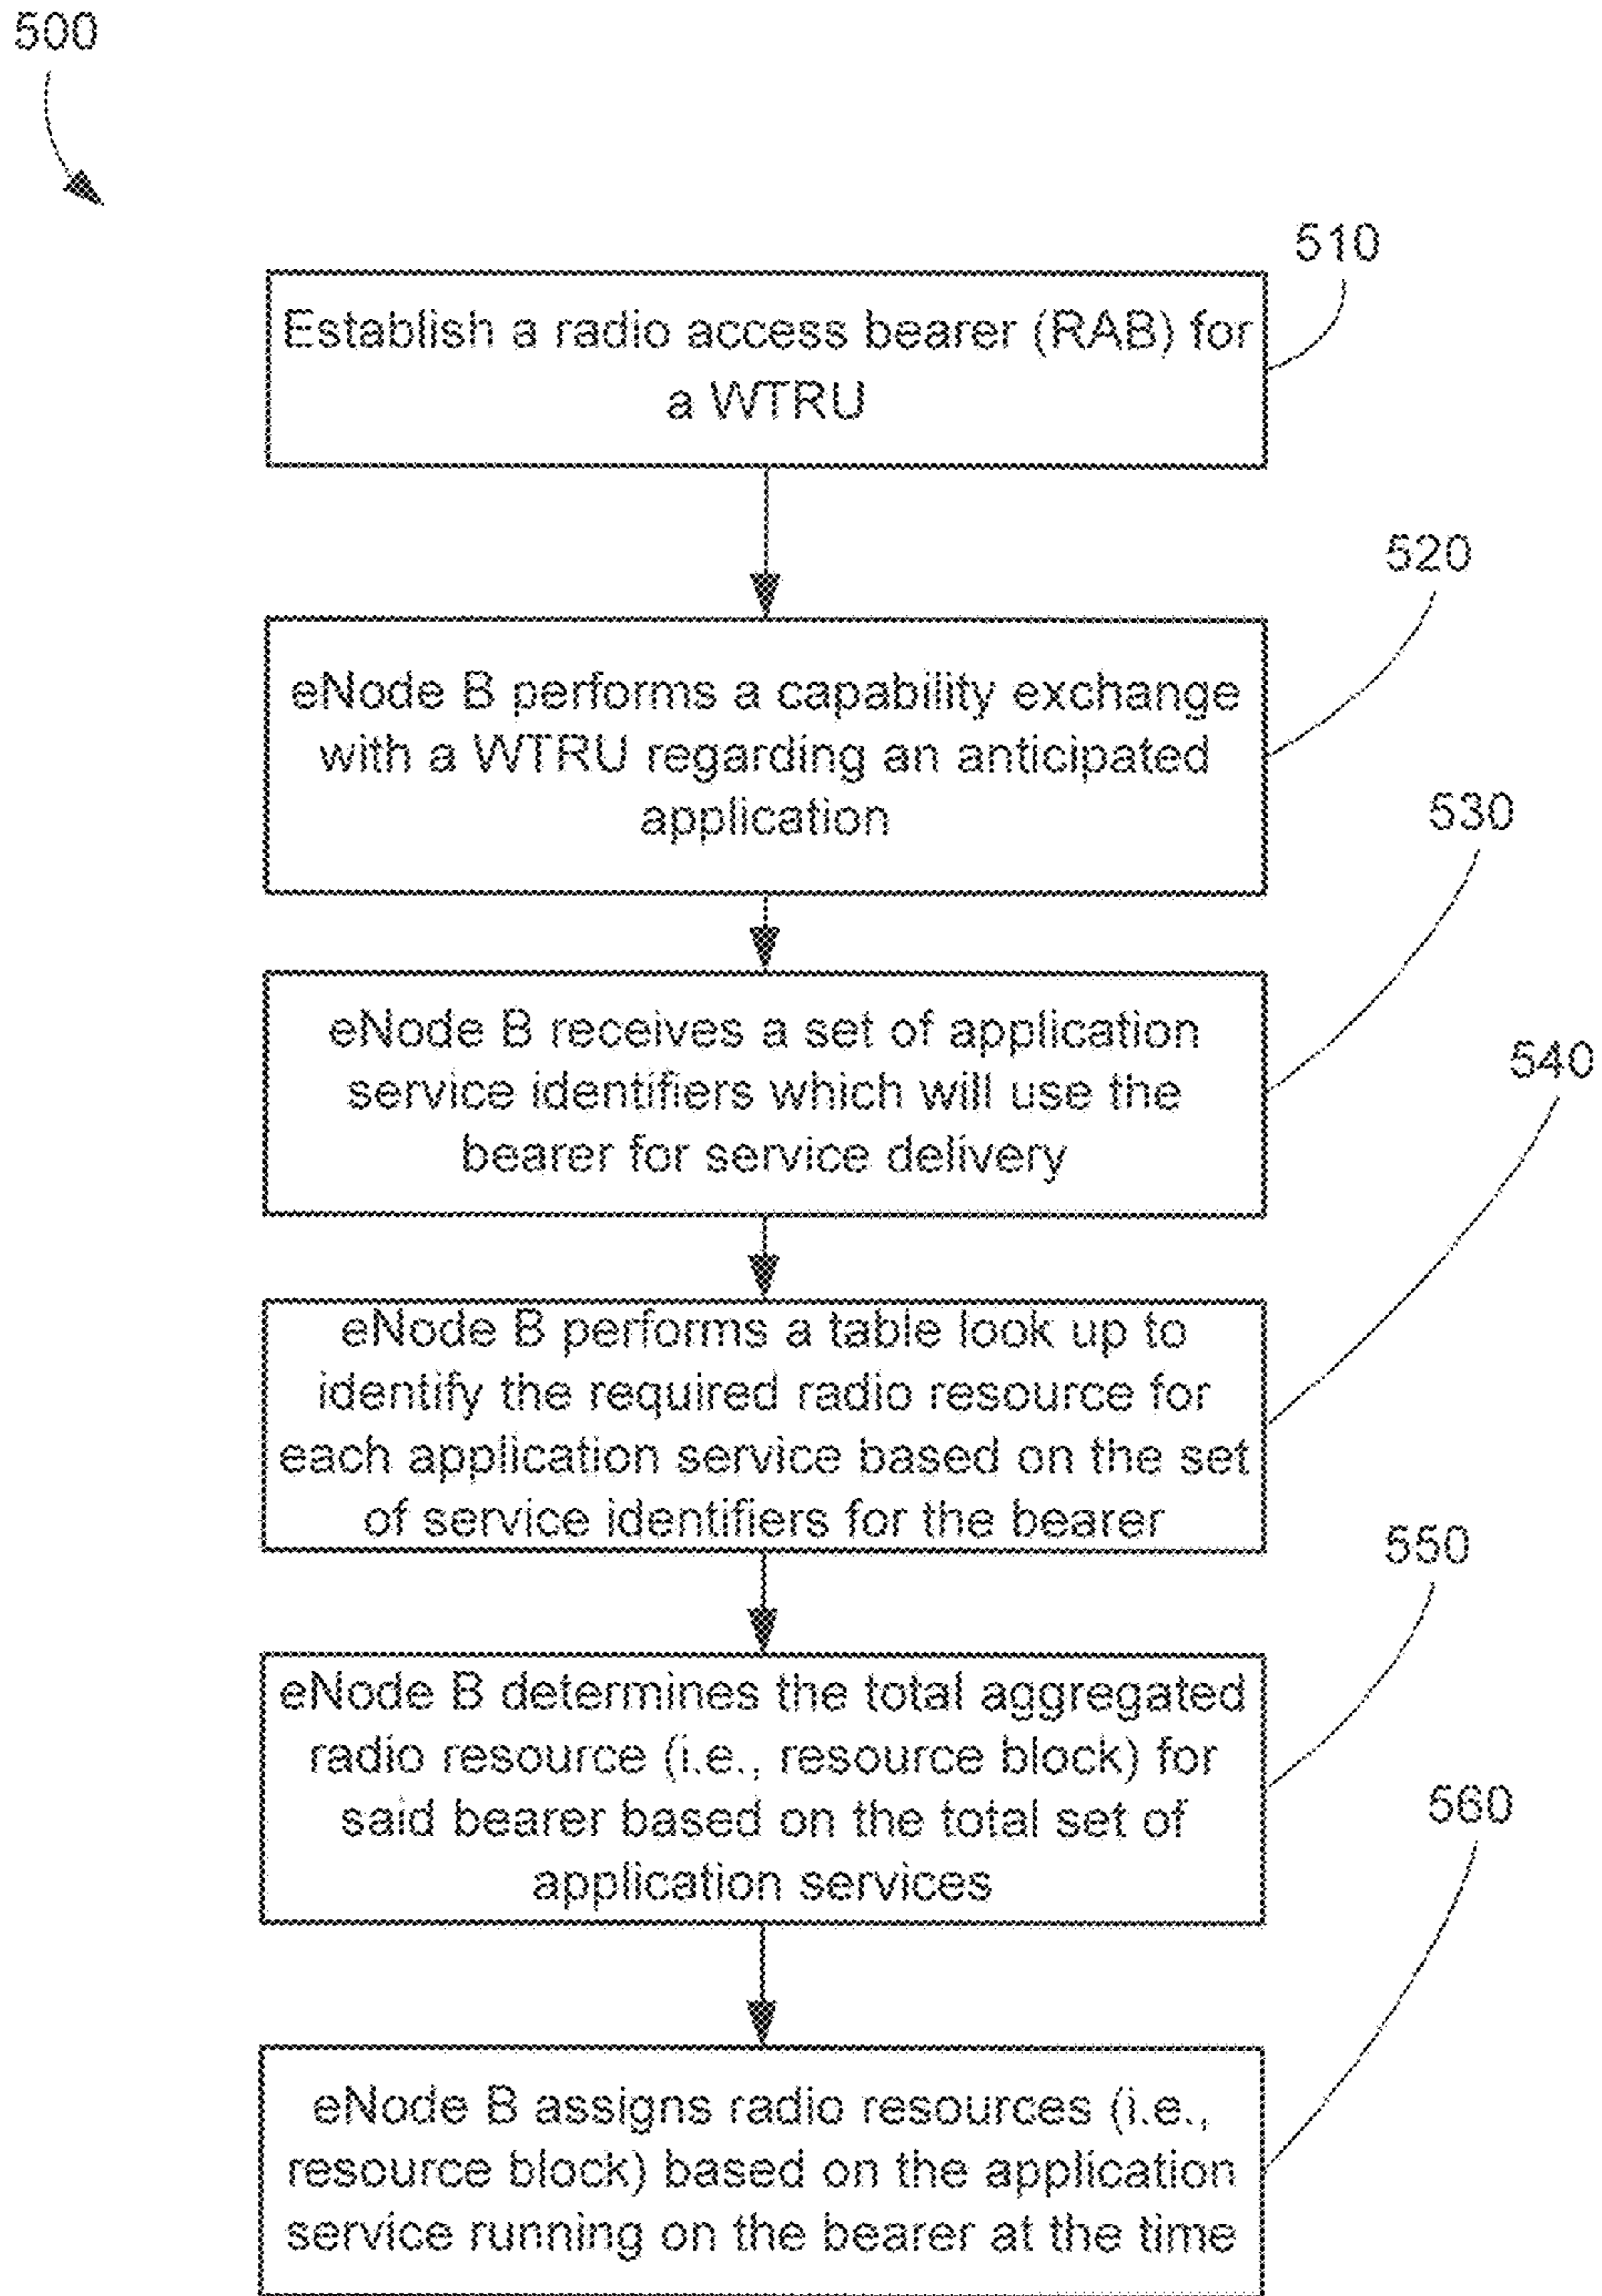 500
510
Establish a radio access bearer (RAB) for
a WTRU
520
eNode B performs a capability exchange
with a WTRU regarding an anticipated
application
530
eNode B receives a set of application
service identifiers which will use the
bearer for service delivery
540
eNode B performs a table look up to
identify the required radio resource for
each application service based on the set
of service identifiers for the bearer
550
eNode B determines the total aggregated
radio resource (i.e., resource block) for
said bearer based on the total set of
application services
560
eNode B assigns radio resources (i.e.,
resource block) based on the application
service running on the bearer at the time